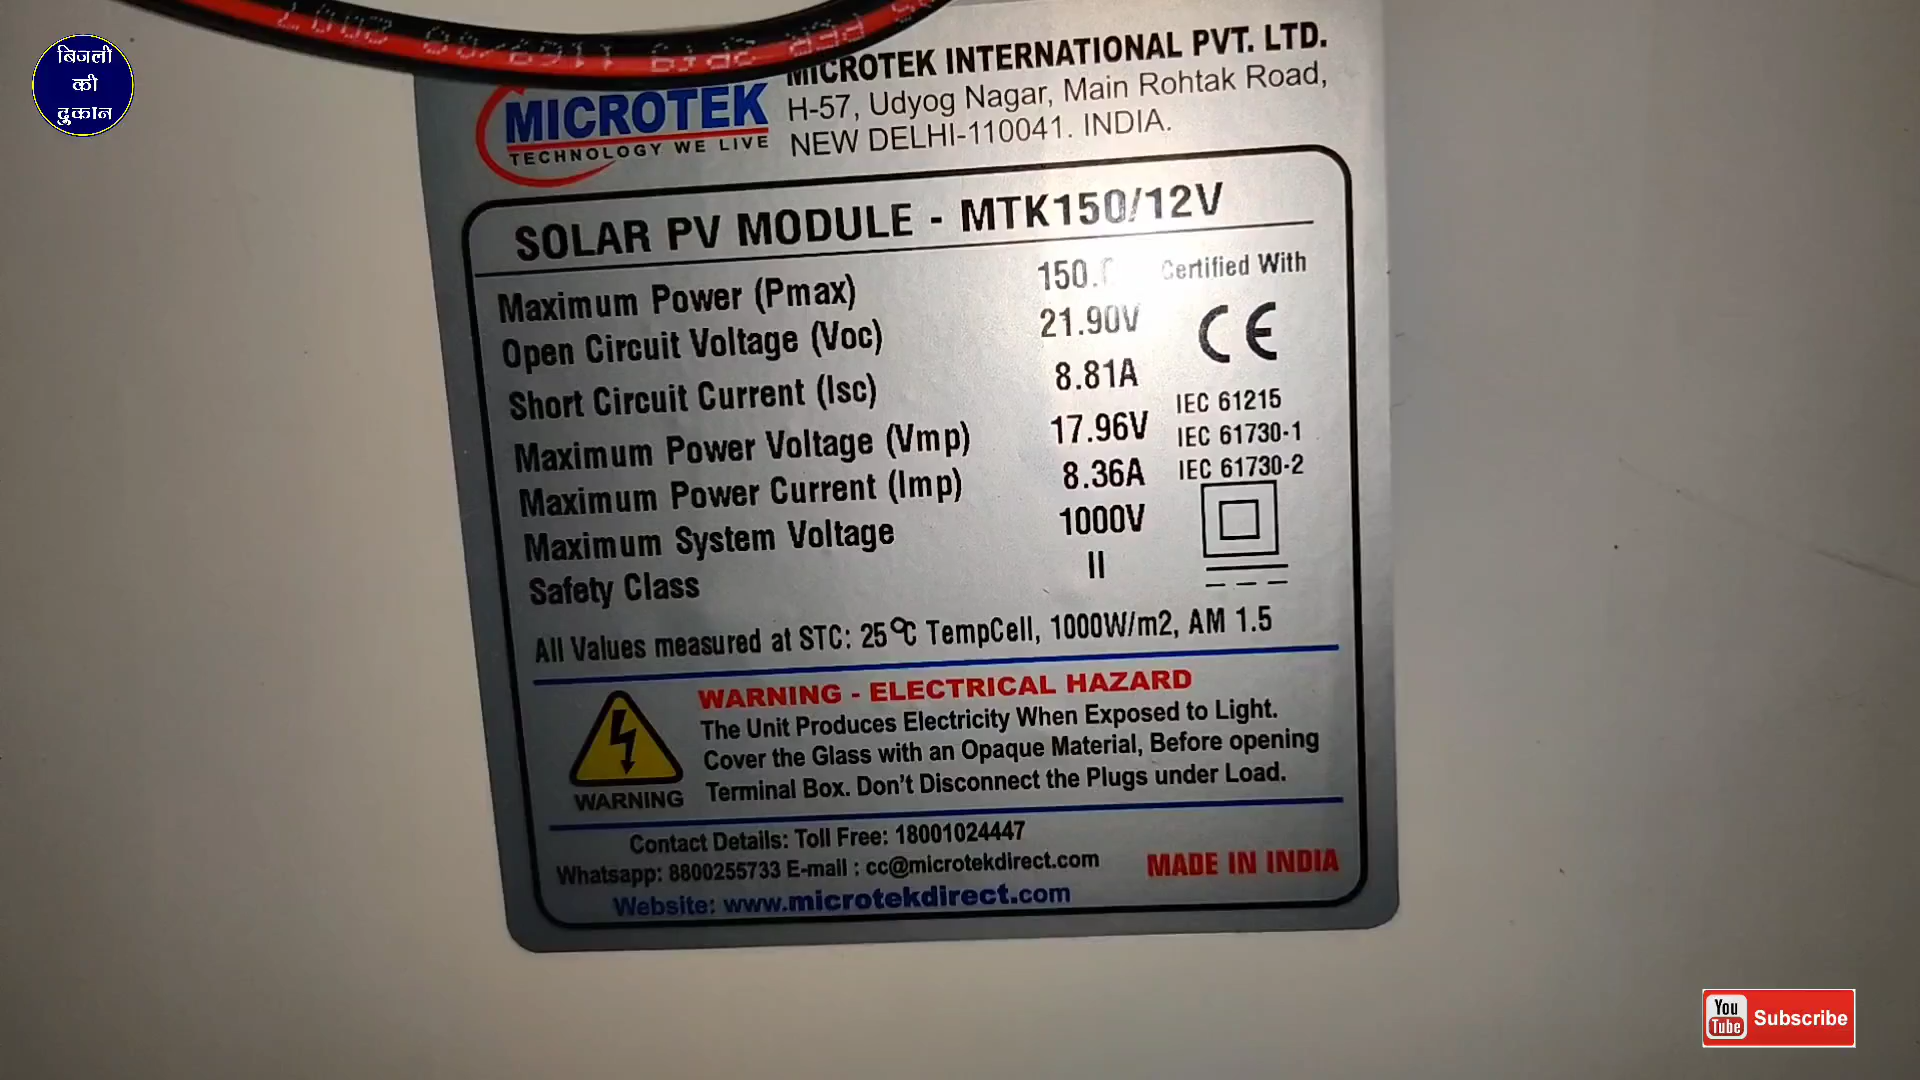 बिजली
की
दुकान
MICROTEK INTERNATIONAL PVT. LTD.
H-57, Udyog Nagar, Main Rohtak Road,
NEW DELHI-110041. INDIA.
MICROTEK
TECHNOLOGY WE LIVE
SOLAR PV MODULE - MTK150/12V
Maximum Power (Pmax) 150.
Open Circuit Voltage (Voc) 21.90V
Short Circuit Current (Isc) 8.81A
Maximum Power Voltage (Vmp) 17.96V
Maximum Power Current (Imp) 8.36A
Maximum System Voltage 1000V
Safety Class II
Certified With
CE
IEC 61215
IEC 61730-1
IEC 61730-2
All Values measured at STC: 25℃ TempCell, 1000W/m2, AM 1.5
WARNING - ELECTRICAL HAZARD
The Unit Produces Electricity When Exposed to Light.
Cover the Glass with an Opaque Material, Before opening
Terminal Box. Don't Disconnect the Plugs under Load.
WARNING
Contact Details: Toll Free: 18001024447
Whatsapp: 8800255733 E-mail : cc@microtekdirect.com
Website: www.microtekdirect.com
MADE IN INDIA
You
Tube
Subscribe